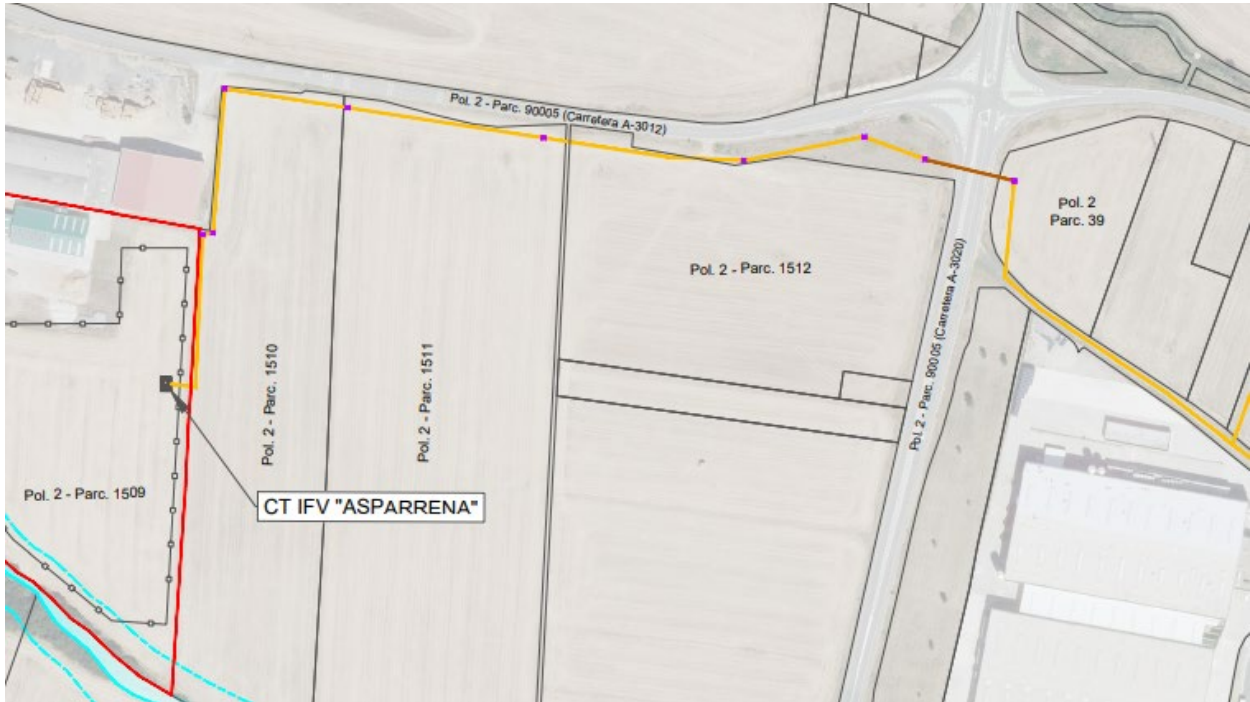 Pol. 2 - Parc. 90005 (Carretera A-3012)
Pol. 2
Parc. 39
Pol. 2 - Parc. 1512
Pol. 2 - Parc. 90005 (Carretera A-3020)
Pol. 2 - Parc. 1510
Pol. 2 - Parc. 1511
Pol. 2 - Parc. 1509
CT IFV "ASPARRENA"